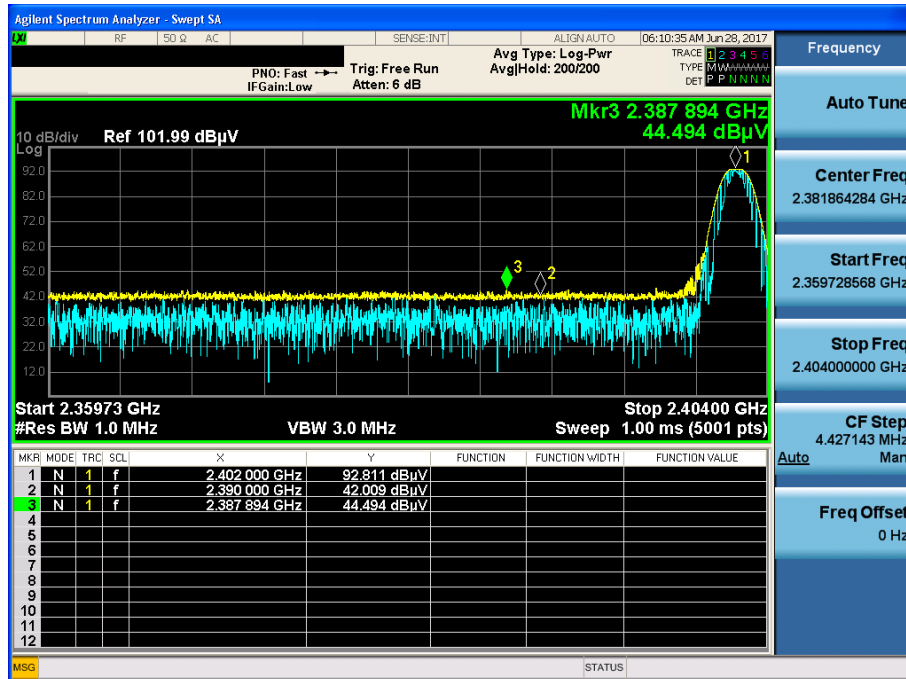 Agilent Spectrum Analyzer - Swept SA
LXI RF 50 Ω AC SENSE:INT ALIGN AUTO 06:10:35 AM Jun 28, 2017
Frequency
PNO: Fast
IFGain:Low
Trig: Free Run
Atten: 6 dB
Avg Type: Log-Pwr
Avg|Hold: 200/200
TRACE 1 2 3 4 5 6
TYPE M W
DET P P N N N N
Auto Tune
Mkr3 2.387 894 GHz
44.494 dBµV
10 dB/div Ref 101.99 dBµV
Log
92.0
82.0
72.0
62.0
52.0
42.0
32.0
22.0
12.0
1
3
2
Center Freq
2.381864284 GHz
Start Freq
2.359728568 GHz
Stop Freq
2.404000000 GHz
Start 2.35973 GHz Stop 2.40400 GHz
#Res BW 1.0 MHz VBW 3.0 MHz Sweep 1.00 ms (5001 pts)
CF Step
4.427143 MHz
Auto Man
Freq Offset
0 Hz
MKR MODE TRC SCL X Y FUNCTION FUNCTION WIDTH FUNCTION VALUE
1 N 1 f 2.402 000 GHz 92.811 dBµV
2 N 1 f 2.390 000 GHz 42.009 dBµV
3 N 1 f 2.387 894 GHz 44.494 dBµV
4
5
6
7
8
9
10
11
12
MSG STATUS